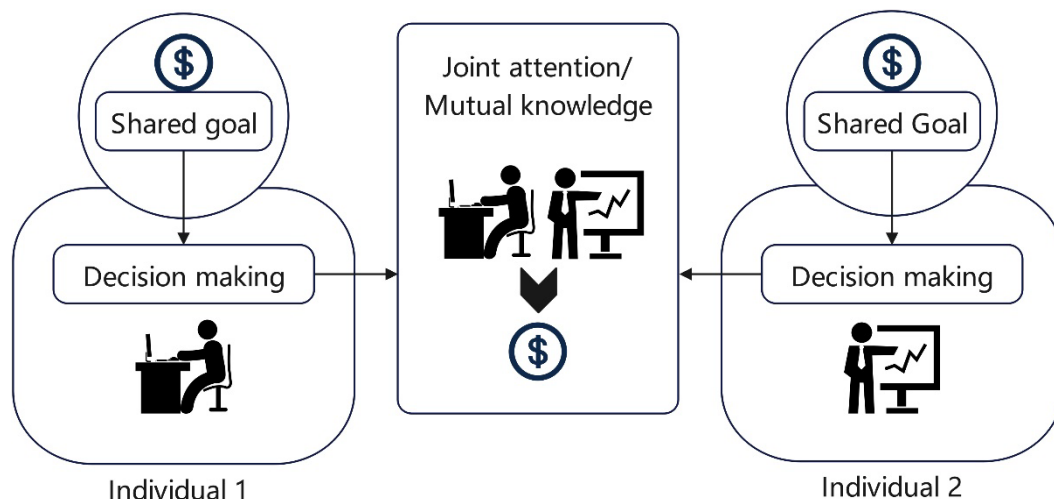 $
Shared goal
Decision making
Individual 1
Joint attention/
Mutual knowledge
$
$
Shared Goal
Decision making
Individual 2